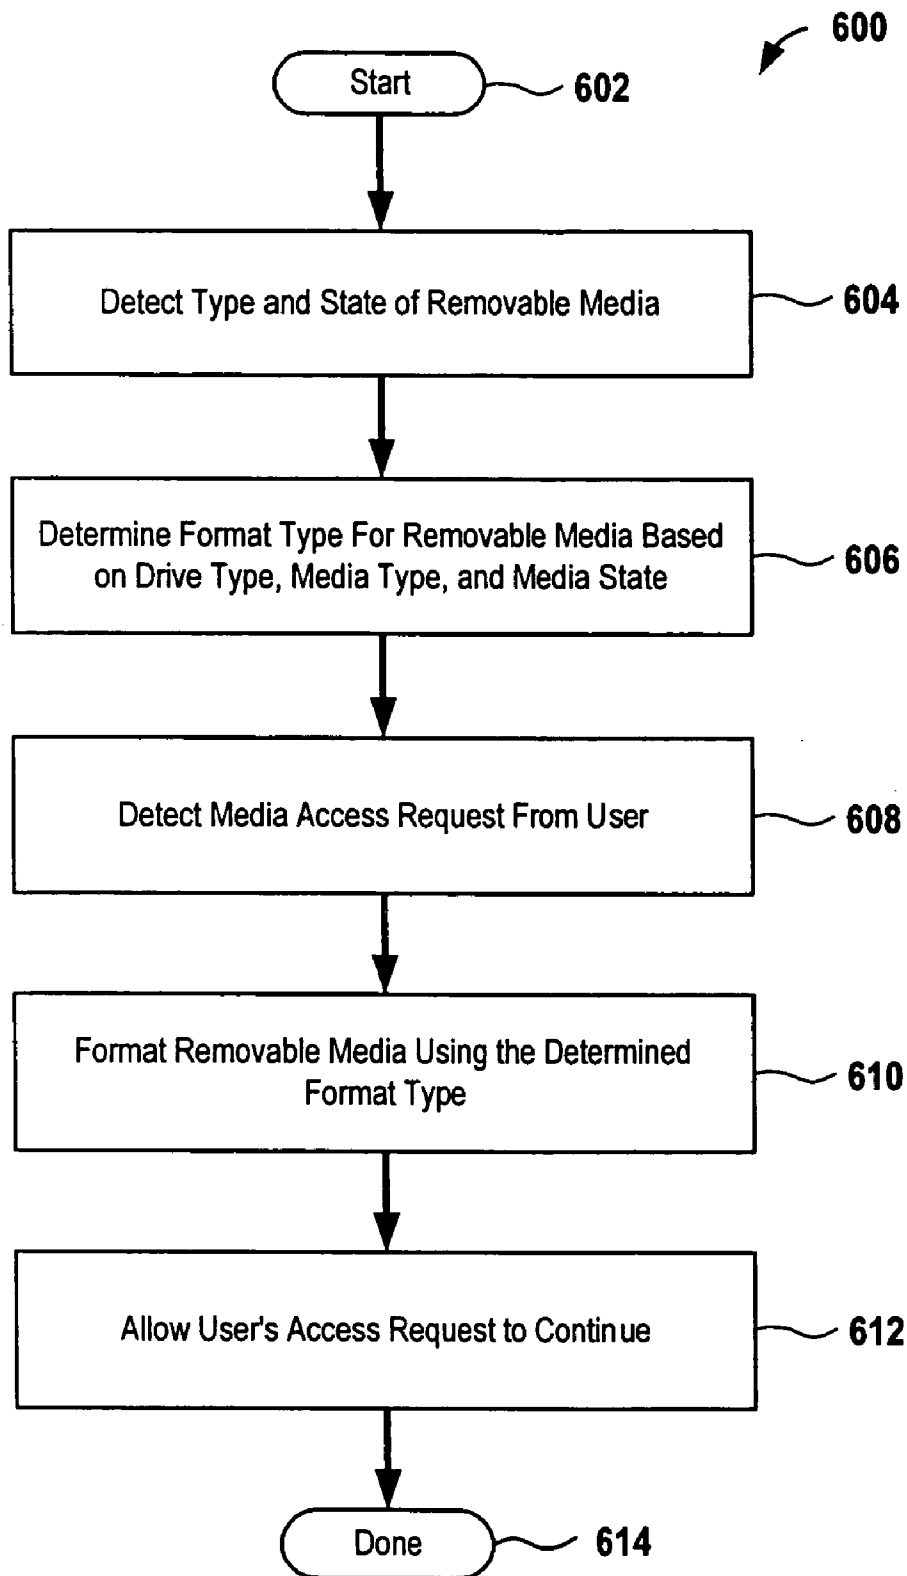 600
Start
602
Detect Type and State of Removable Media
604
Determine Format Type For Removable Media Based
on Drive Type, Media Type, and Media State
606
Detect Media Access Request From User
608
Format Removable Media Using the Determined
Format Type
610
Allow User's Access Request to Continue
612
Done
614